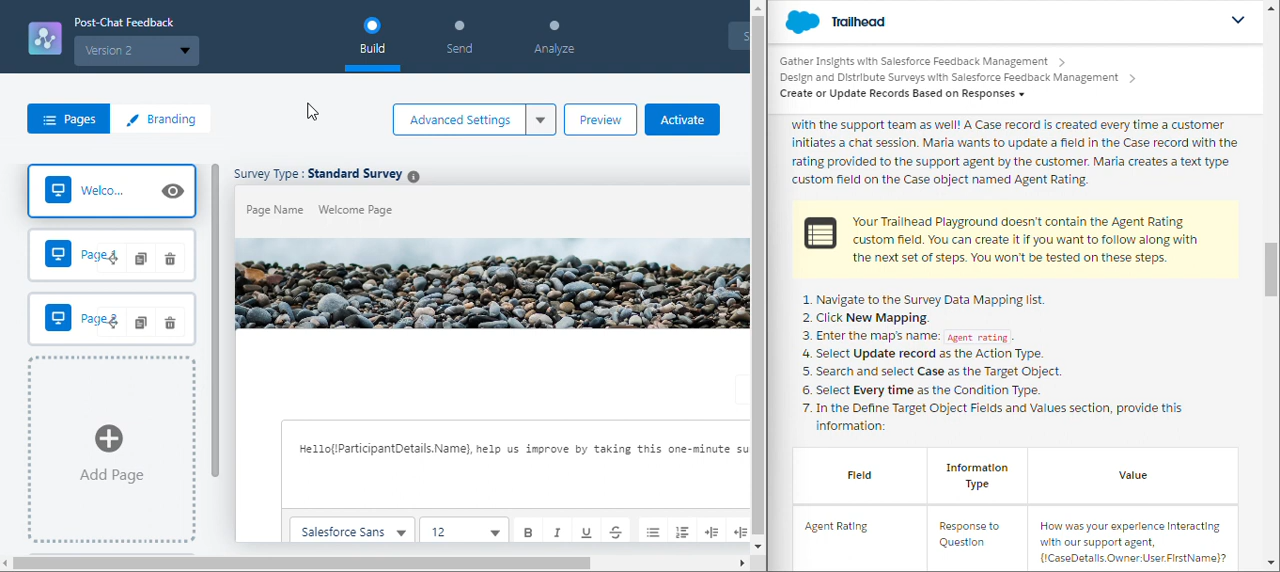 Post-Chat Feedback
Version 2
Build
Send
Analyze
S
Pages
Branding
Advanced Settings
Preview
Activate
Welco...
Page 1
Page 2
Add Page
Survey Type : Standard Survey
Page Name Welcome Page
Hello{!ParticipantDetails.Name}, help us improve by taking this one-minute su
Salesforce Sans
12
B I U S
Trailhead
Gather Insights with Salesforce Feedback Management
Design and Distribute Surveys with Salesforce Feedback Management
Create or Update Records Based on Responses
with the support team as well! A Case record is created every time a customer
initiates a chat session. Maria wants to update a field in the Case record with the
rating provided to the support agent by the customer. Maria creates a text type
custom field on the Case object named Agent Rating.
Your Trailhead Playground doesn't contain the Agent Rating
custom field. You can create it if you want to follow along with
the next set of steps. You won't be tested on these steps.
1. Navigate to the Survey Data Mapping list.
2. Click New Mapping.
3. Enter the map's name: Agent rating.
4. Select Update record as the Action Type.
5. Search and select Case as the Target Object.
6. Select Every time as the Condition Type.
7. In the Define Target Object Fields and Values section, provide this
information:
Field
Information
Type
Value
Agent Rating
Response to
Question
How was your experience interacting
with our support agent,
{!CaseDetails.Owner:User.FirstName}?